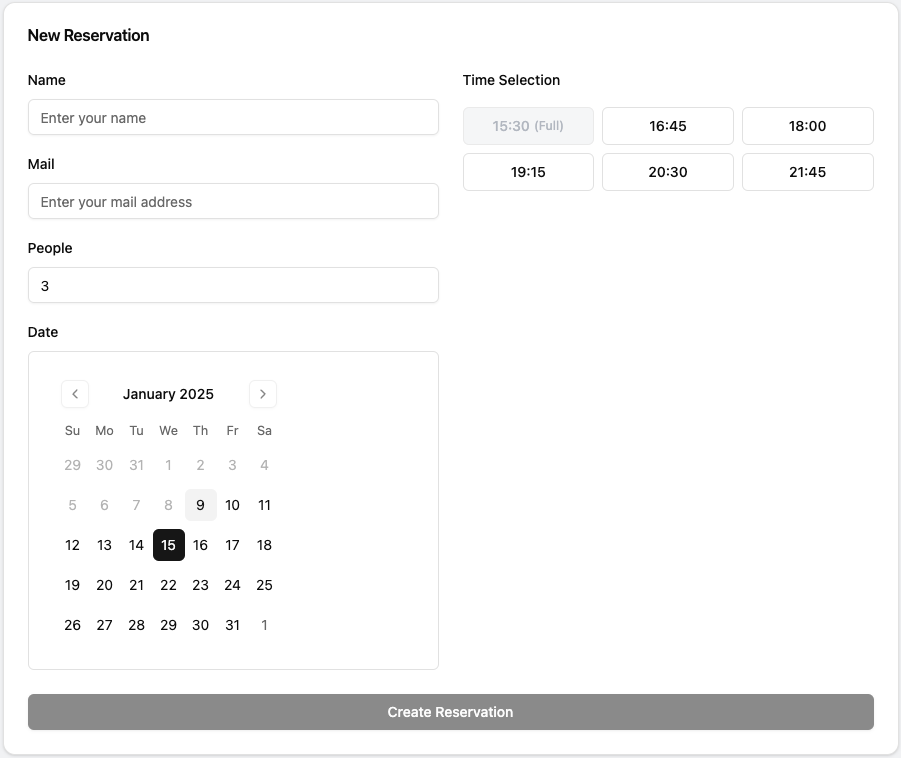 New Reservation
Name
Enter your name
Mail
Enter your mail address
People
3
Date
January 2025
Su Mo Tu We Th Fr Sa
29 30 31 1 2 3 4
5 6 7 8 9 10 11
12 13 14 15 16 17 18
19 20 21 22 23 24 25
26 27 28 29 30 31 1
Time Selection
15:30 (Full) 16:45 18:00
19:15 20:30 21:45
Create Reservation